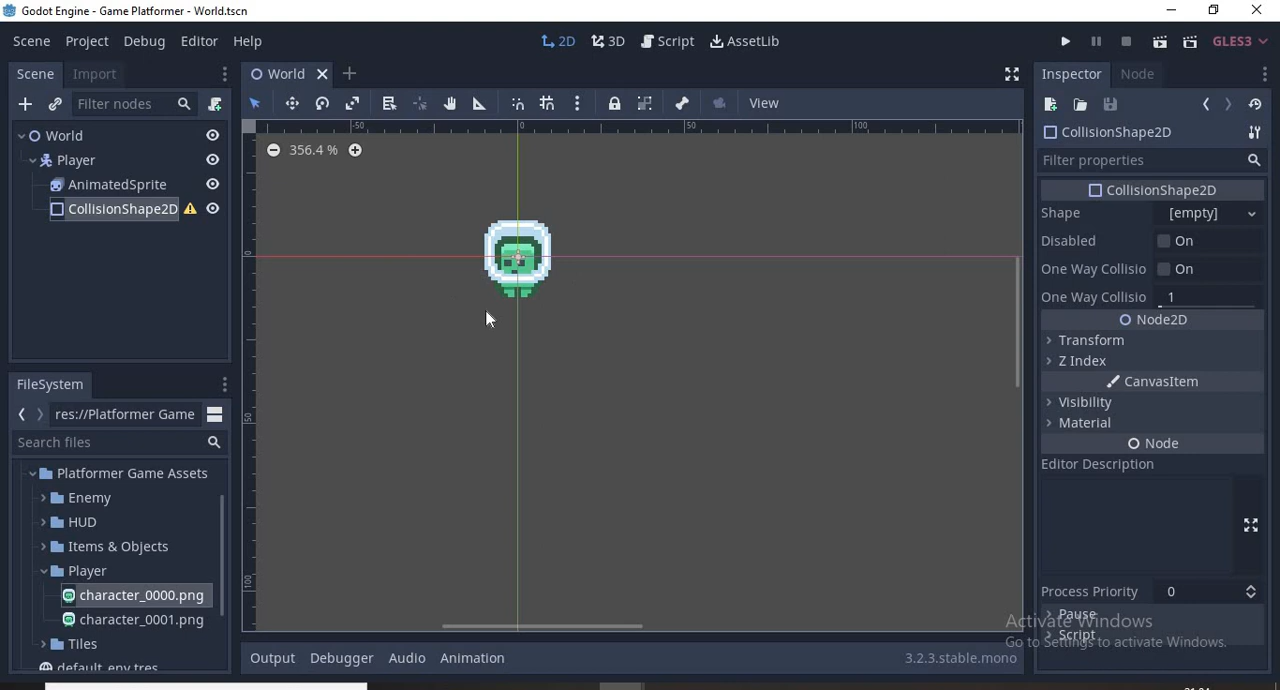 Godot Engine - Game Platformer - World.tscn
Scene Project Debug Editor Help 2D 3D Script AssetLib GLES3
Scene Import World Inspector Node
Filter nodes View
World
Player
AnimatedSprite
CollisionShape2D
356.4 %
-50 0 50 100
0
50
100
CollisionShape2D
Filter properties
CollisionShape2D
Shape [empty]
Disabled On
One Way Collisio On
One Way Collisio 1
Node2D
Transform
Z Index
CanvasItem
Visibility
Material
Node
Editor Description
Process Priority 0
Pause
Script
Activate Windows
Go to Settings to activate Windows.
FileSystem
res://Platformer Game
Search files
Platformer Game Assets
Enemy
HUD
Items & Objects
Player
character_0000.png
character_0001.png
Tiles
default_env.tres
Output Debugger Audio Animation 3.2.3.stable.mono